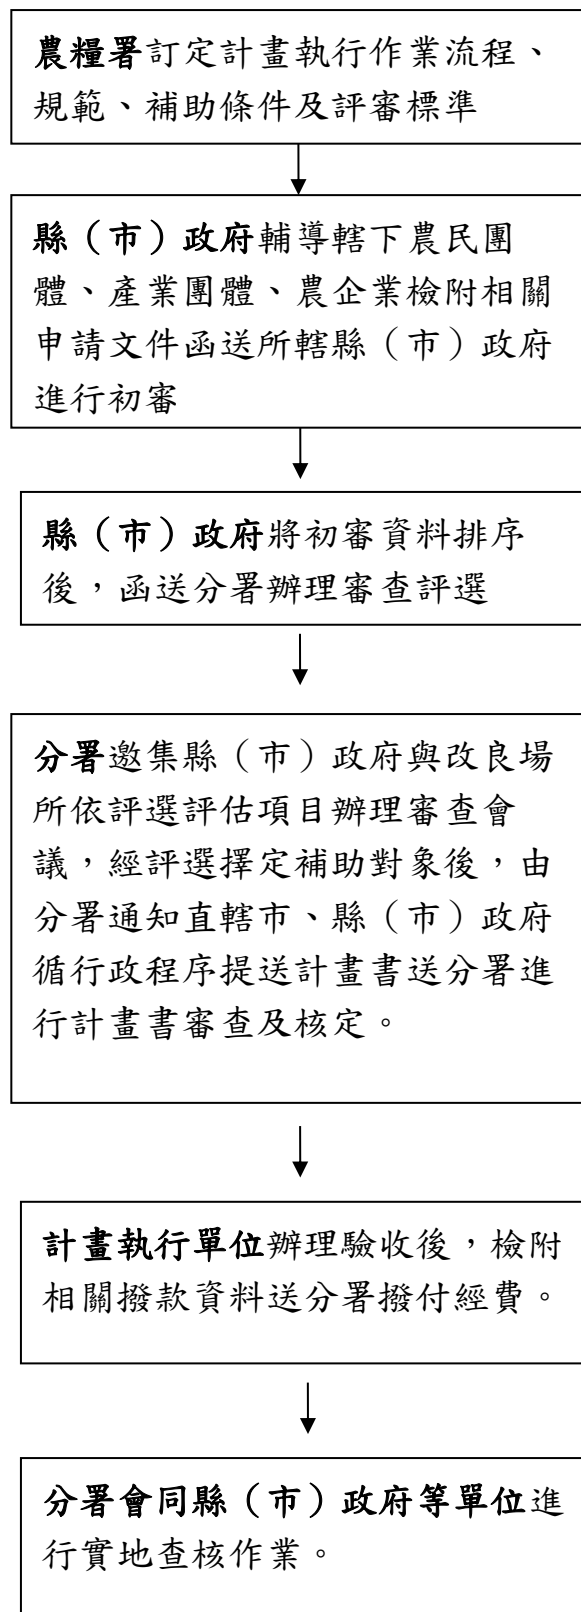 農糧署訂定計畫執行作業流程、
規範、補助條件及評審標準
縣（市）政府輔導轄下農民團
體、產業團體、農企業檢附相關
申請文件函送所轄縣（市）政府
進行初審
縣（市）政府將初審資料排序
後，函送分署辦理審查評選
分署邀集縣（市）政府與改良場
所依評選評估項目辦理審查會
議，經評選擇定補助對象後，由
分署通知直轄市、縣（市）政府
循行政程序提送計畫書送分署進
行計畫書審查及核定。
計畫執行單位辦理驗收後，檢附
相關撥款資料送分署撥付經費。
分署會同縣（市）政府等單位進
行實地查核作業。